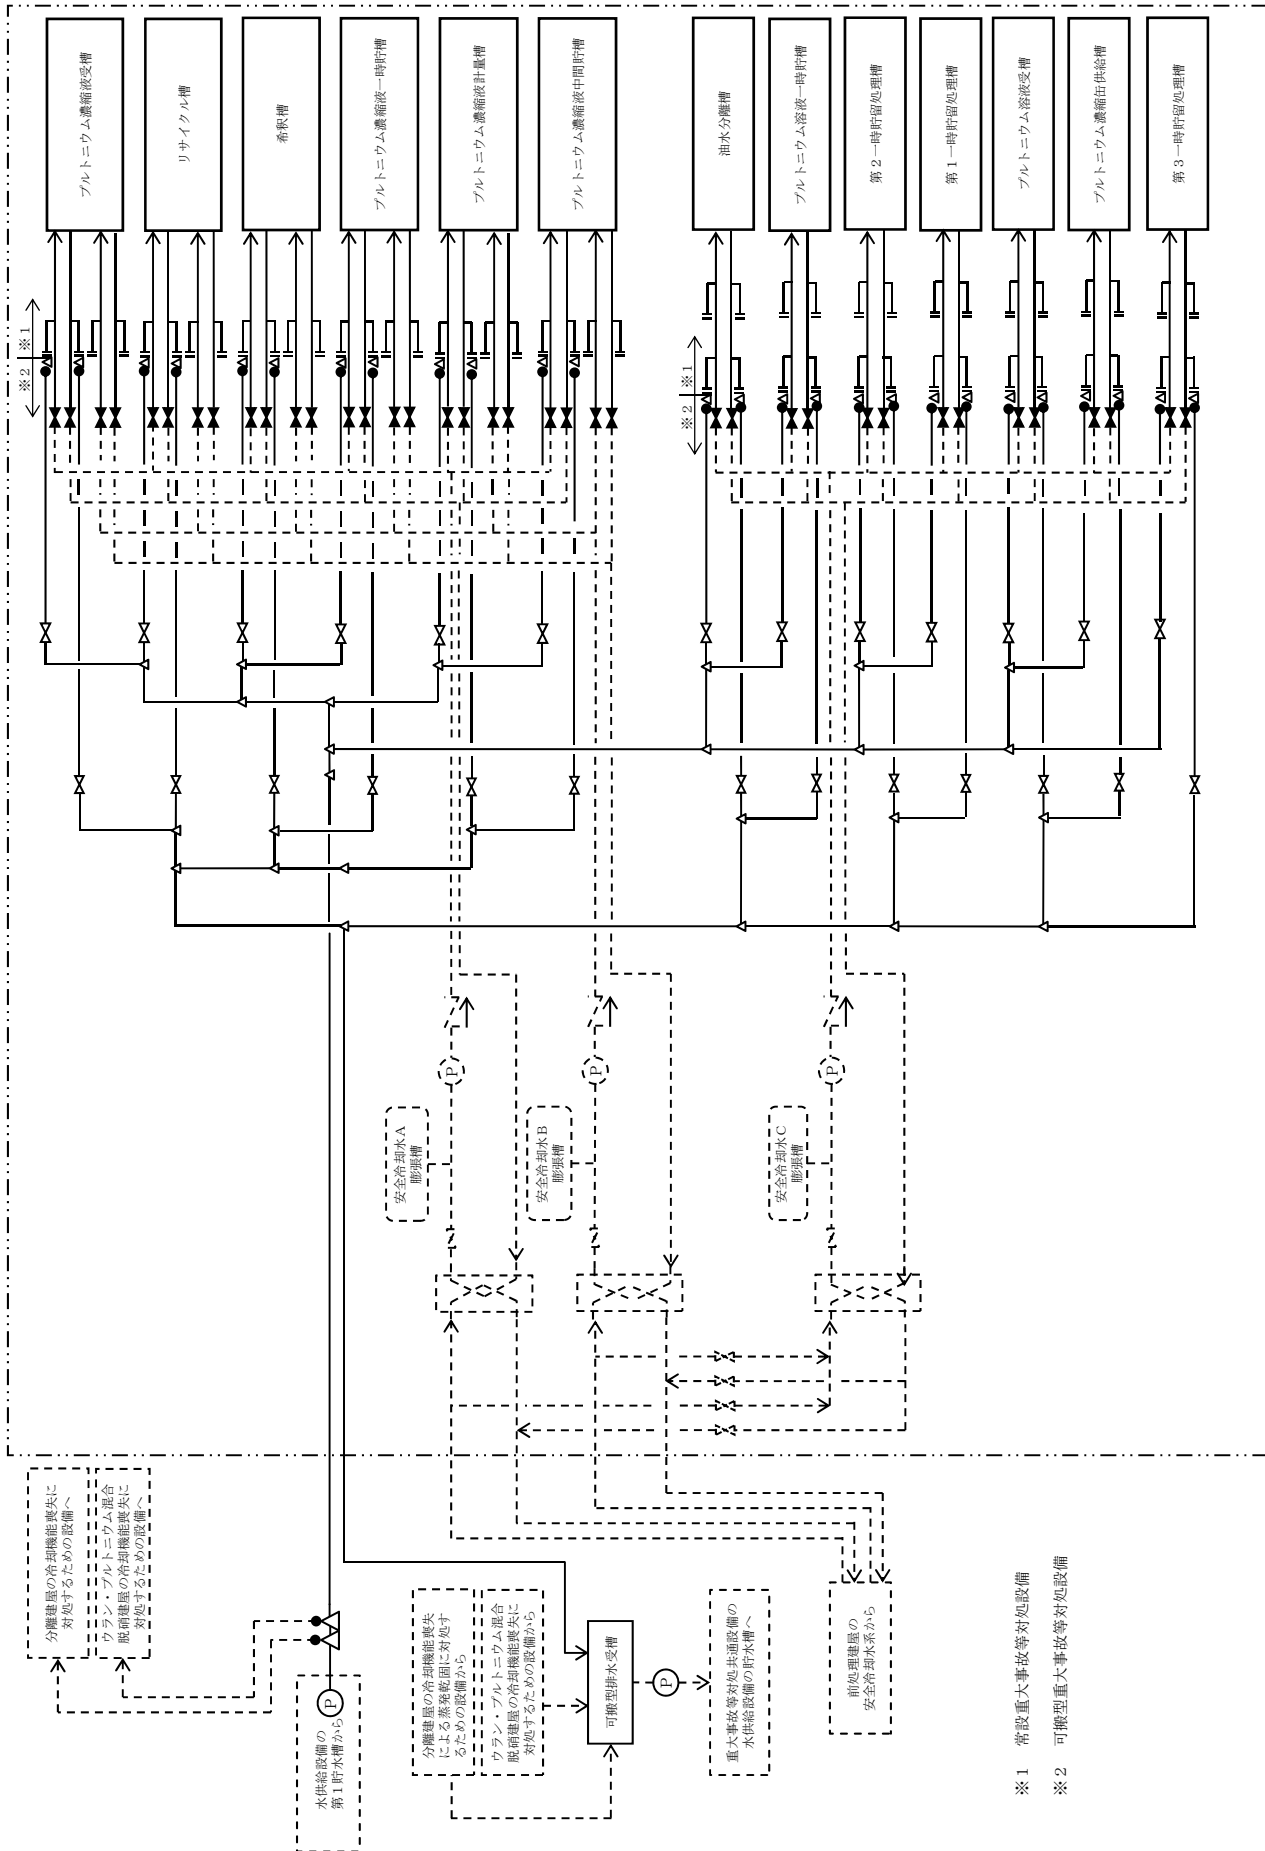 プルトニウム濃縮液受槽
リサイクル槽
希釈槽
プルトニウム濃縮液一時貯槽
プルトニウム濃縮液計量槽
プルトニウム濃縮液中間貯槽
油水分離槽
プルトニウム溶液一時貯槽
第2一時貯留処理槽
第1一時貯留処理槽
プルトニウム溶液受槽
プルトニウム濃縮缶供給槽
第3一時貯留処理槽
※2
※1
※2
※1
P
P
P
安全冷却水A
膨張槽
安全冷却水B
膨張槽
安全冷却水C
膨張槽
分離建屋の冷却機能喪失に
対処するための設備へ
ウラン・プルトニウム混合
脱硝建屋の冷却機能喪失に
対処するための設備へ
P
水供給設備の
第1貯水槽から
分離建屋の冷却機能喪失
による蒸発乾固に対処す
るための設備から
ウラン・プルトニウム混合
脱硝建屋の冷却機能喪失に
対処するための設備から
可搬型排水受槽
P
重大事故等対処共通設備の
水供給設備の貯水槽へ
前処理建屋の
安全冷却水系から
※1 常設重大事故等対処設備
※2 可搬型重大事故等対処設備